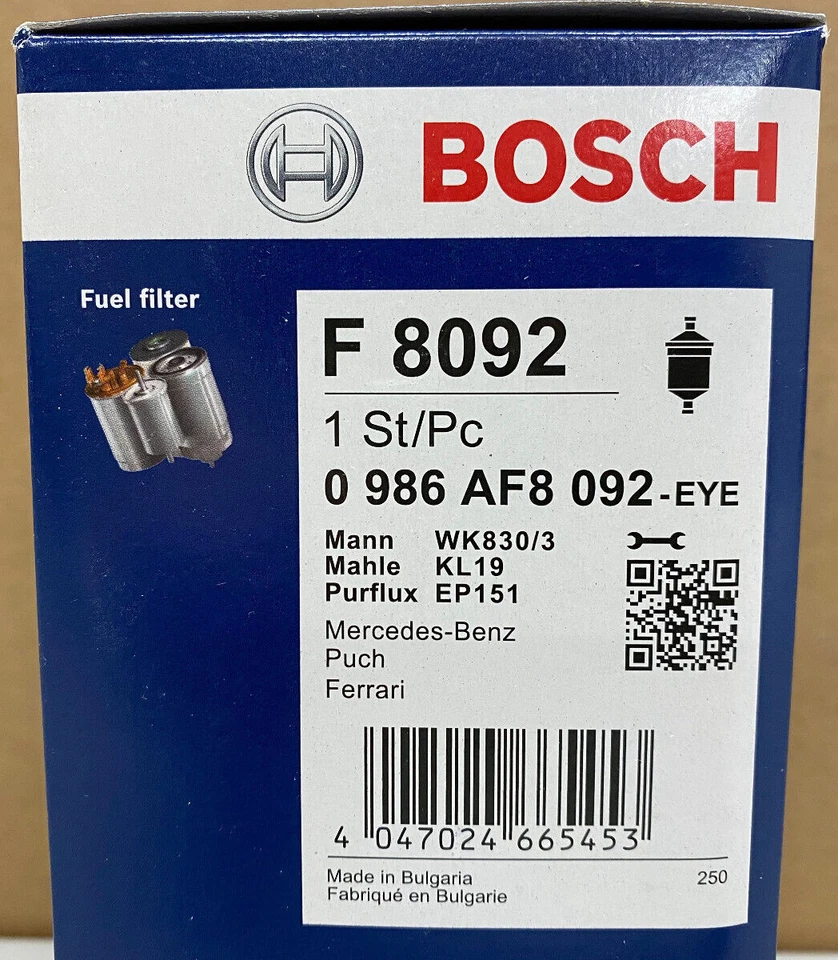 BOSCH
Fuel filter
F 8092
1 St/Pc
0 986 AF8 092-EYE
Mann WK830/3
Mahle KL19
Purflux EP151
Mercedes-Benz
Puch
Ferrari
4 047024 665453
Made in Bulgaria 250
Fabriqué en Bulgarie